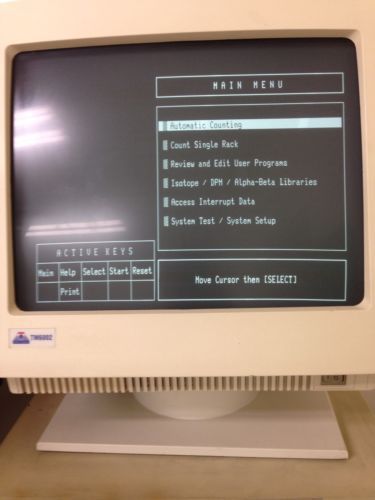 MAIN MENU
Automatic Counting
Count Single Rack
Review and Edit User Programs
Isotope / DPM / Alpha-Beta Libraries
Access Interrupt Data
System Test / System Setup
ACTIVE KEYS
Main Help Select Start Reset
Print
Move Cursor then [SELECT]